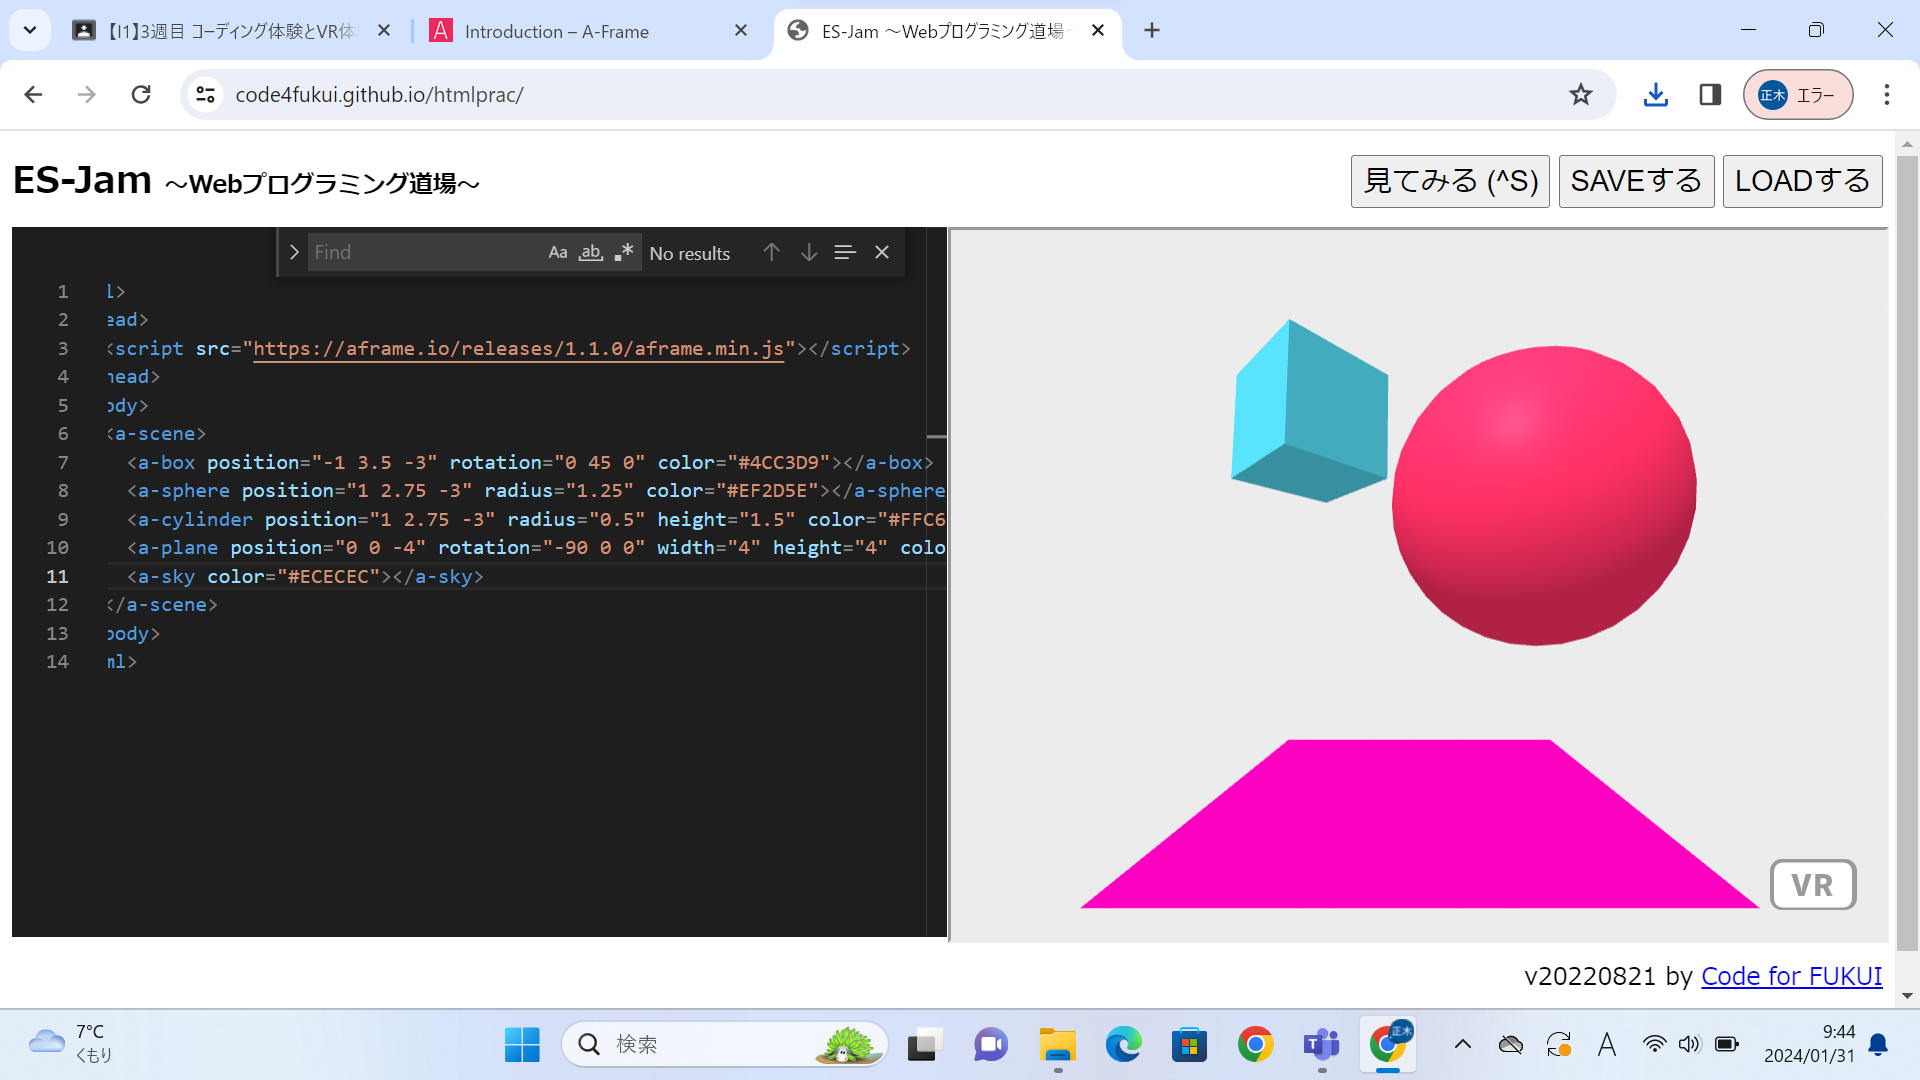 【I1】3週目 コーディング体験とVR体
Introduction – A-Frame
ES-Jam ～Webプログラミング道場～
code4fukui.github.io/htmlprac/
正木 エラー
ES-Jam ～Webプログラミング道場～
見てみる (^S)
SAVEする
LOADする
Find
Aa
ab
.*
No results
1 l>
2 ead>
3 <script src="https://aframe.io/releases/1.1.0/aframe.min.js"></script>
4 head>
5 ody>
6 <a-scene>
7 <a-box position="-1 3.5 -3" rotation="0 45 0" color="#4CC3D9"></a-box>
8 <a-sphere position="1 2.75 -3" radius="1.25" color="#EF2D5E"></a-sphere
9 <a-cylinder position="1 2.75 -3" radius="0.5" height="1.5" color="#FFC6
10 <a-plane position="0 0 -4" rotation="-90 0 0" width="4" height="4" colo
11 <a-sky color="#ECECEC"></a-sky>
12 </a-scene>
13 body>
14 ml>
VR
v20220821 by Code for FUKUI
7°C
くもり
検索
正木
A
9:44
2024/01/31